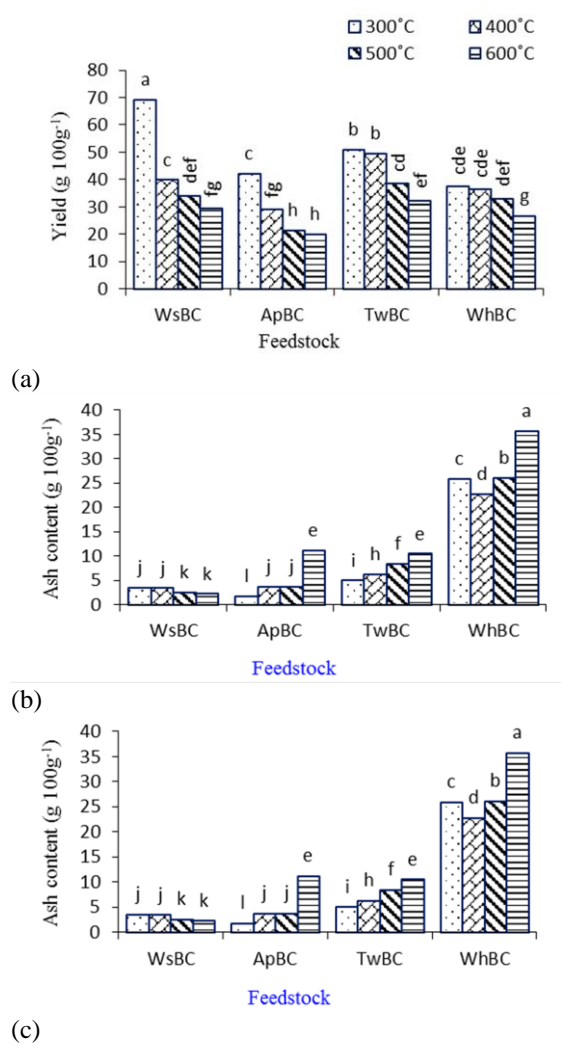 300°C 400°C
500°C 600°C
80
70
60
50
40
30
20
10
0
Yield (g 100g⁻¹)
a c def fg c fg h h b b cd ef cde cde def g
WsBC ApBC TwBC WhBC
Feedstock
(a)
40
35
30
25
20
15
10
5
0
Ash content (g 100g⁻¹)
j j k k l j j e i h f e c d b a
WsBC ApBC TwBC WhBC
Feedstock
(b)
40
35
30
25
20
15
10
5
0
Ash content (g 100g⁻¹)
j j k k l j j e i h f e c d b a
WsBC ApBC TwBC WhBC
Feedstock
(c)